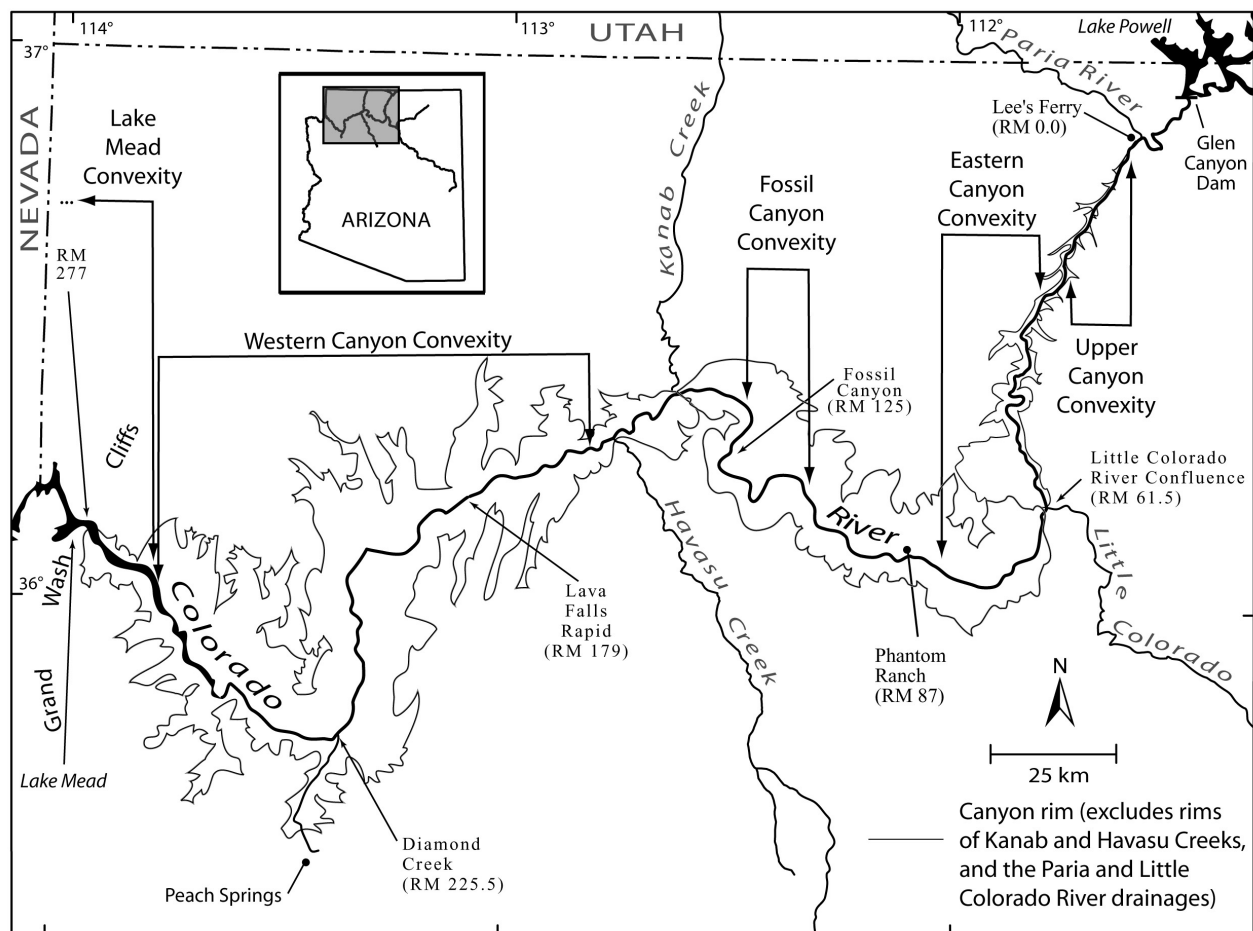 114°
113°
112°
37°
36°
UTAH
NEVADA
Lake Powell
Paria River
Lee's Ferry
(RM 0.0)
Glen
Canyon
Dam
Kanab Creek
Lake
Mead
Convexity
...
RM
277
ARIZONA
Fossil
Canyon
Convexity
Eastern
Canyon
Convexity
Upper
Canyon
Convexity
Western Canyon Convexity
Fossil
Canyon
(RM 125)
Little Colorado
River Confluence
(RM 61.5)
Grand Wash Cliffs
Colorado River
Lava
Falls
Rapid
(RM 179)
Havasu Creek
Little Colorado
Phantom
Ranch
(RM 87)
N
25 km
Lake Mead
Diamond
Creek
(RM 225.5)
Peach Springs
Canyon rim (excludes rims
of Kanab and Havasu Creeks,
and the Paria and Little
Colorado River drainages)